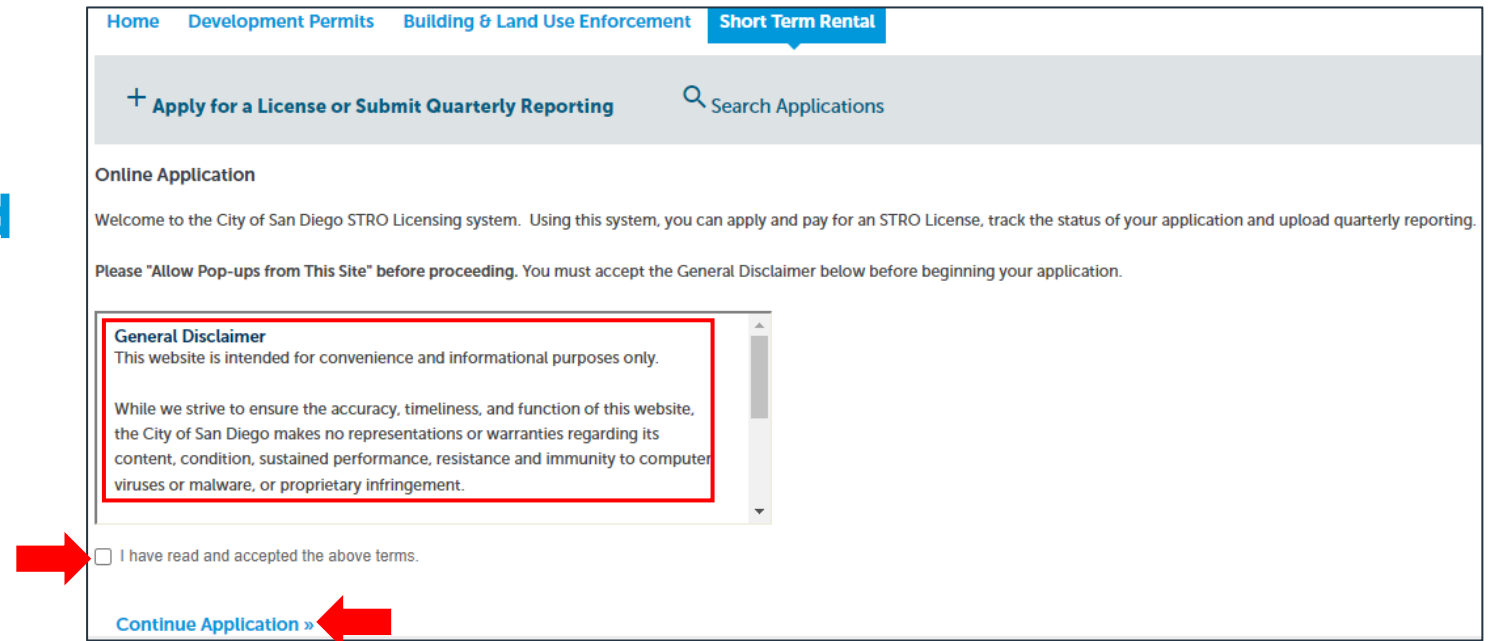 Home Development Permits Building & Land Use Enforcement Short Term Rental
+ Apply for a License or Submit Quarterly Reporting Search Applications
Online Application
Welcome to the City of San Diego STRO Licensing system. Using this system, you can apply and pay for an STRO License, track the status of your application and upload quarterly reporting.
Please "Allow Pop-ups from This Site" before proceeding. You must accept the General Disclaimer below before beginning your application.
General Disclaimer
This website is intended for convenience and informational purposes only.
While we strive to ensure the accuracy, timeliness, and function of this website,
the City of San Diego makes no representations or warranties regarding its
content, condition, sustained performance, resistance and immunity to computer
viruses or malware, or proprietary infringement.
I have read and accepted the above terms.
Continue Application »